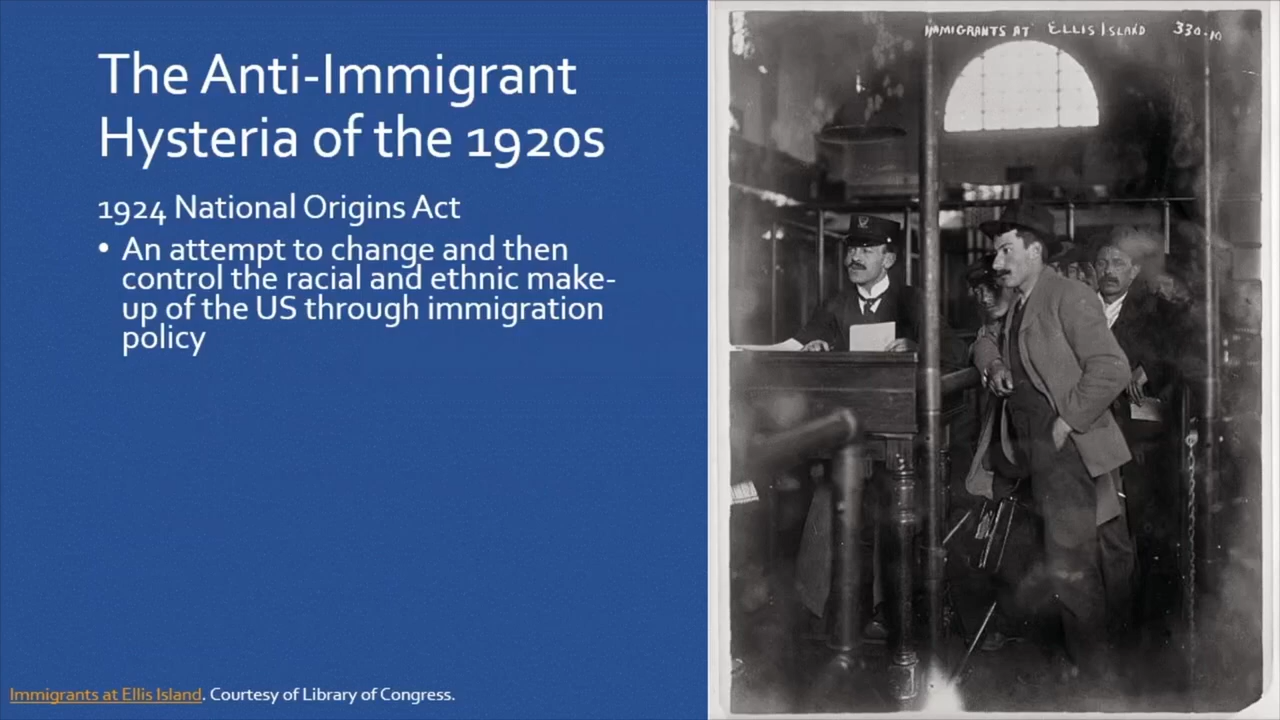 The Anti-Immigrant
Hysteria of the 1920s
1924 National Origins Act
• An attempt to change and then
control the racial and ethnic make-
up of the US through immigration
policy
IMMIGRANTS AT ELLIS ISLAND 330-10
Immigrants at Ellis Island. Courtesy of Library of Congress.